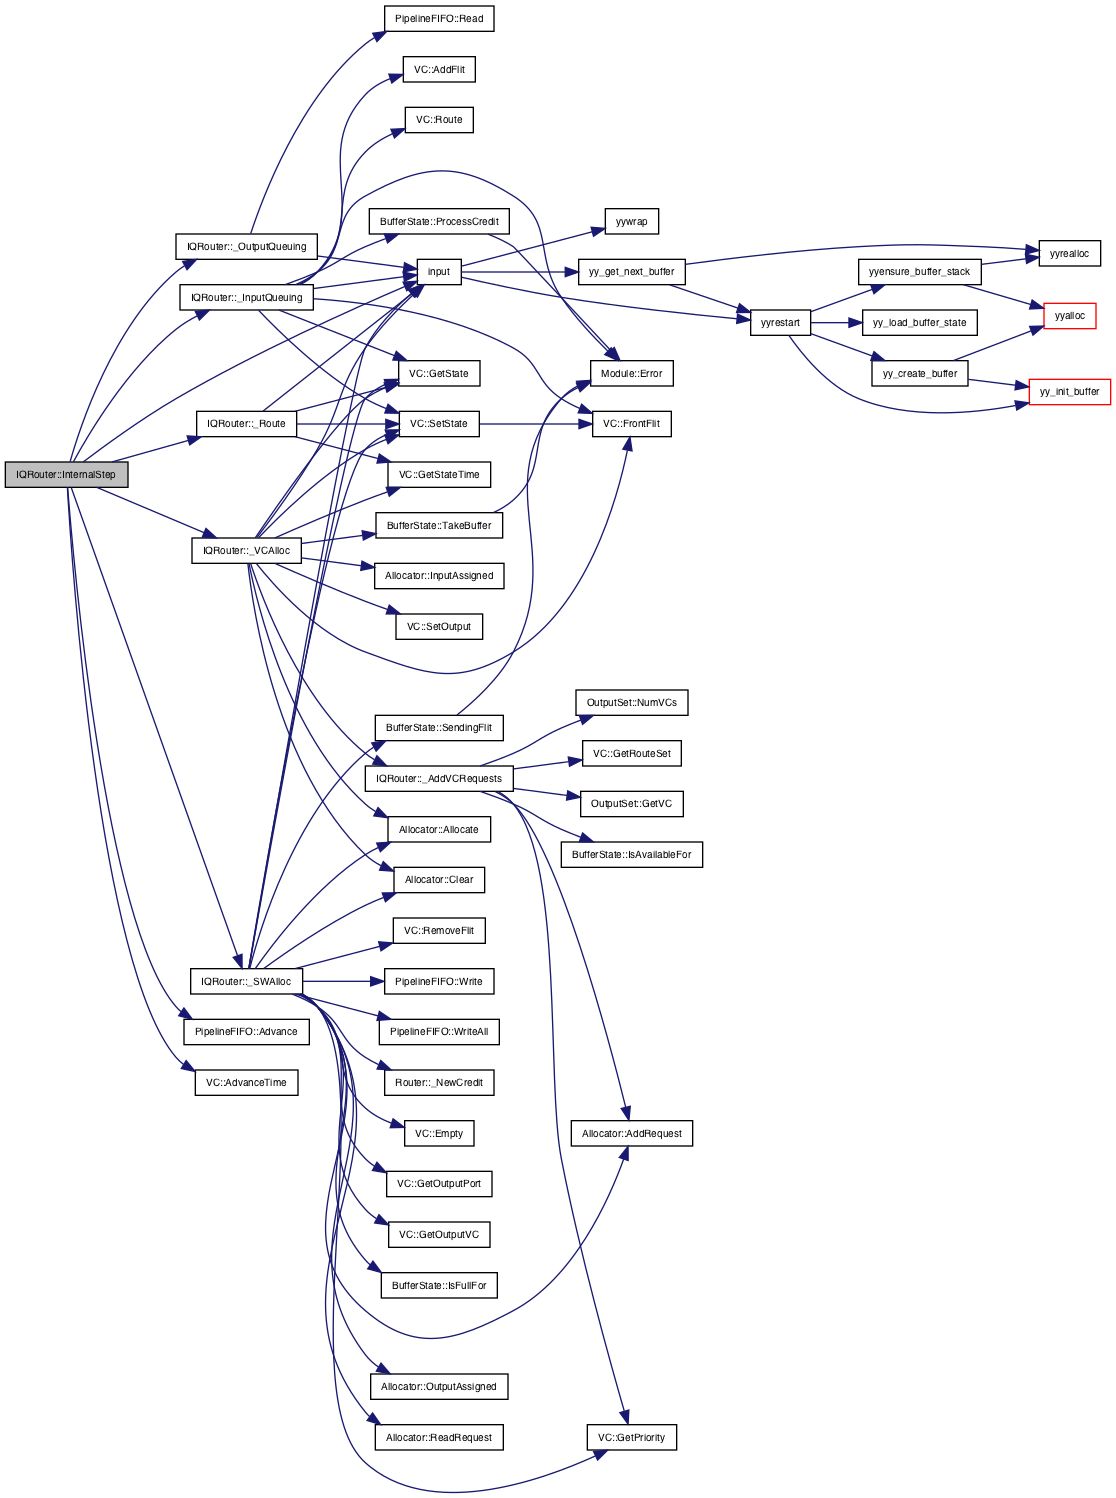 PipelineFIFO::Read
VC::AddFlit
VC::Route
BufferState::ProcessCredit
yywrap
IQRouter::_OutputQueuing
yyrealloc
input
yy_get_next_buffer
yyensure_buffer_stack
IQRouter::_InputQueuing
yyalloc
yyrestart
yy_load_buffer_state
VC::GetState
Module::Error
yy_create_buffer
yy_init_buffer
IQRouter::_Route
VC::SetState
VC::FrontFlit
IQRouter::InternalStep
VC::GetStateTime
BufferState::TakeBuffer
IQRouter::_VCAlloc
Allocator::InputAssigned
VC::SetOutput
OutputSet::NumVCs
BufferState::SendingFlit
VC::GetRouteSet
IQRouter::_AddVCRequests
OutputSet::GetVC
Allocator::Allocate
BufferState::IsAvailableFor
Allocator::Clear
VC::RemoveFlit
IQRouter::_SWAlloc
PipelineFIFO::Write
PipelineFIFO::Advance
PipelineFIFO::WriteAll
VC::AdvanceTime
Router::_NewCredit
VC::Empty
Allocator::AddRequest
VC::GetOutputPort
VC::GetOutputVC
BufferState::IsFullFor
Allocator::OutputAssigned
Allocator::ReadRequest
VC::GetPriority